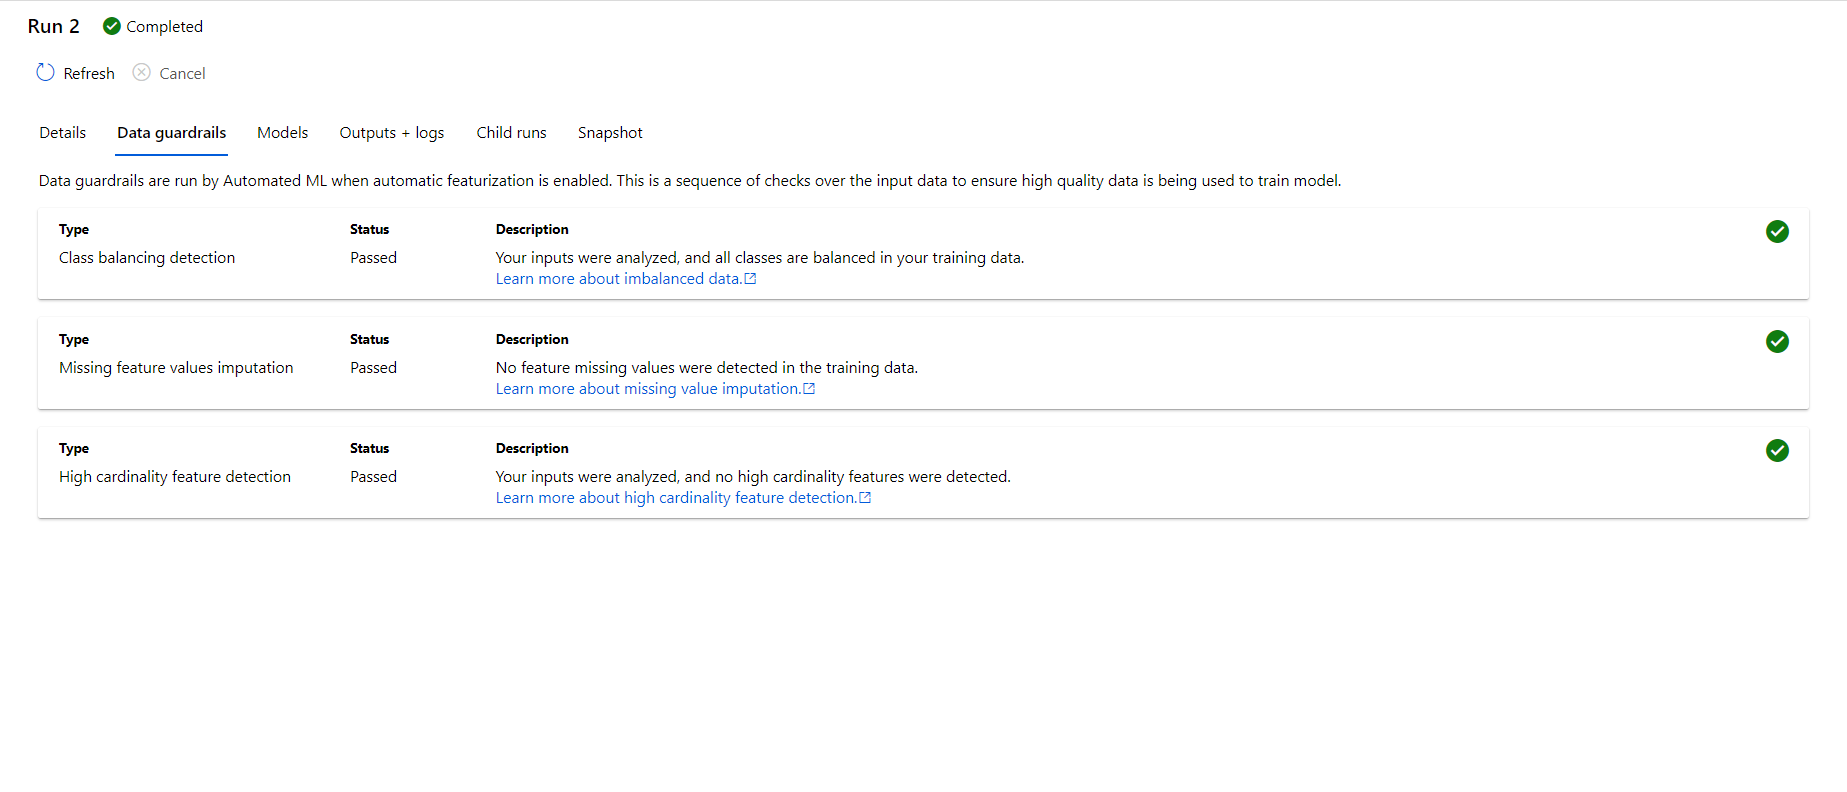 Run 2 Completed
Refresh Cancel
Details Data guardrails Models Outputs + logs Child runs Snapshot
Data guardrails are run by Automated ML when automatic featurization is enabled. This is a sequence of checks over the input data to ensure high quality data is being used to train model.
Type Status Description
Class balancing detection Passed Your inputs were analyzed, and all classes are balanced in your training data.
Learn more about imbalanced data.
Type Status Description
Missing feature values imputation Passed No feature missing values were detected in the training data.
Learn more about missing value imputation.
Type Status Description
High cardinality feature detection Passed Your inputs were analyzed, and no high cardinality features were detected.
Learn more about high cardinality feature detection.